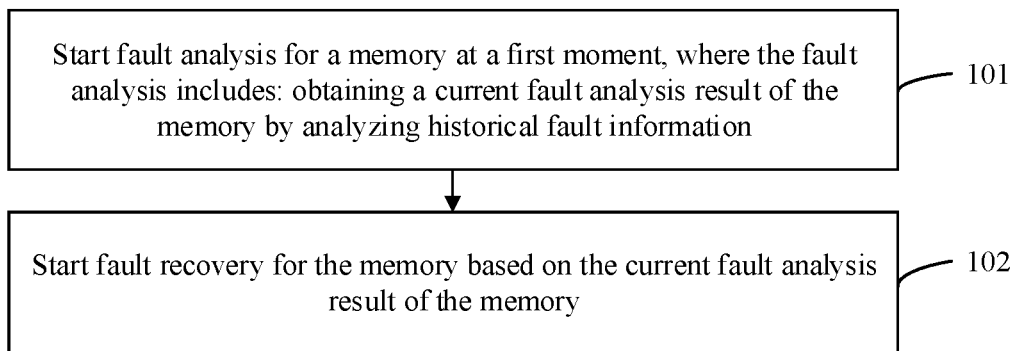 Start fault analysis for a memory at a first moment, where the fault
analysis includes: obtaining a current fault analysis result of the
memory by analyzing historical fault information
101
Start fault recovery for the memory based on the current fault analysis
result of the memory
102